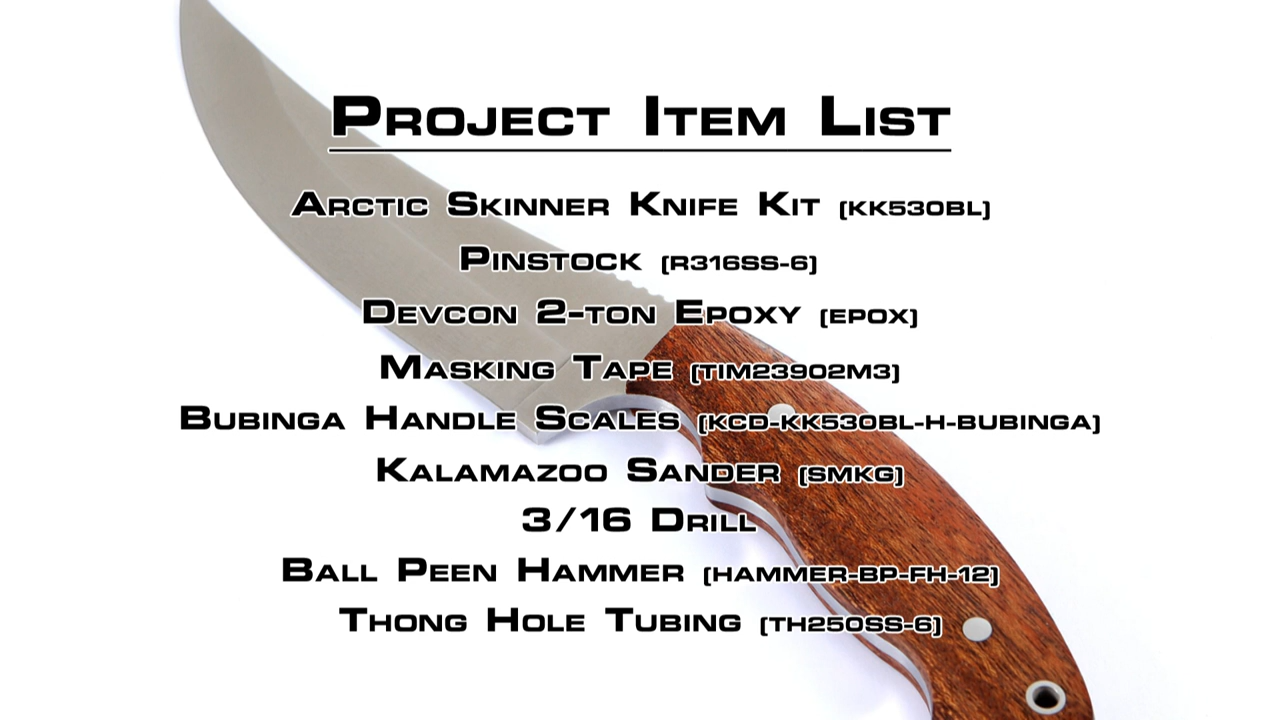 Project Item List
Arctic Skinner Knife Kit (KK530BL)
Pinstock (R316SS-6)
Devcon 2-ton Epoxy (EPOX)
Masking Tape (TIM23902M3)
Bubinga Handle Scales (KCD-KK530BL-H-BUBINGA)
Kalamazoo Sander (SMKG)
3/16 Drill
Ball Peen Hammer (HAMMER-BP-FH-12)
Thong Hole Tubing (TH250SS-6)